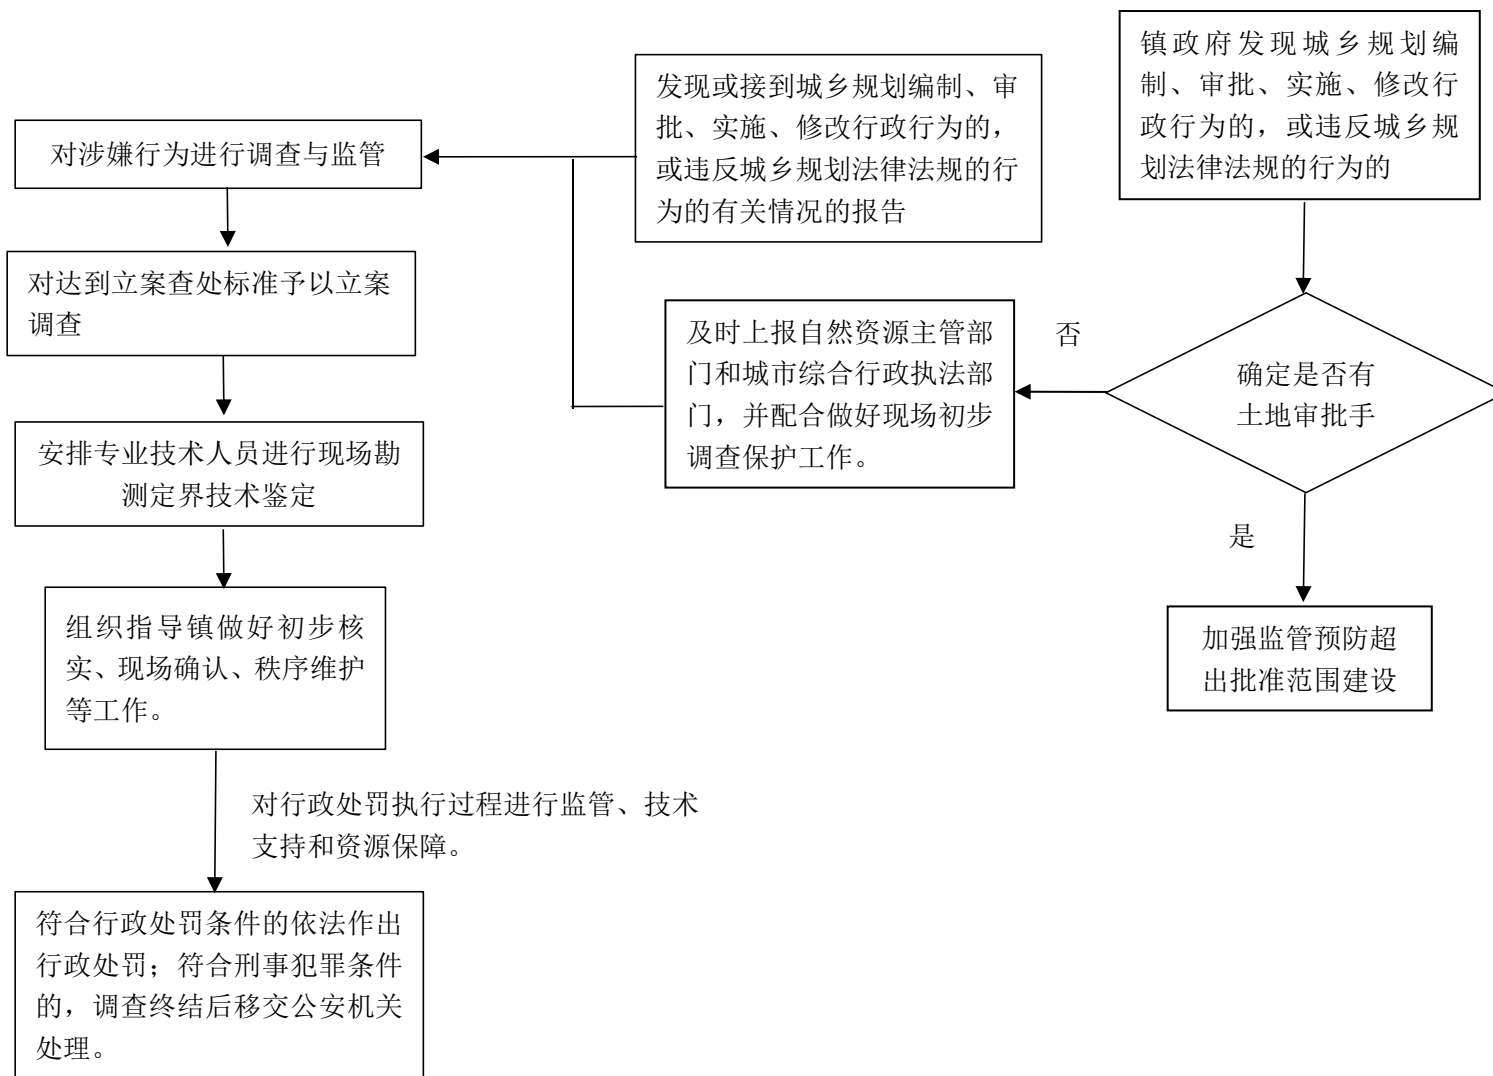 镇政府发现城乡规划编
制、审批、实施、修改行
政行为的，或违反城乡规
划法律法规的行为的
发现或接到城乡规划编制、审
批、实施、修改行政行为的，
或违反城乡规划法律法规的行
为的有关情况的报告
对涉嫌行为进行调查与监管
对达到立案查处标准予以立案
调查
及时上报自然资源主管部
门和城市综合行政执法部
门，并配合做好现场初步
调查保护工作。
否
确定是否有
土地审批手
是
加强监管预防超
出批准范围建设
安排专业技术人员进行现场勘
测定界技术鉴定
组织指导镇做好初步核
实、现场确认、秩序维护
等工作。
对行政处罚执行过程进行监管、技术
支持和资源保障。
符合行政处罚条件的依法作出
行政处罚；符合刑事犯罪条件
的，调查终结后移交公安机关
处理。